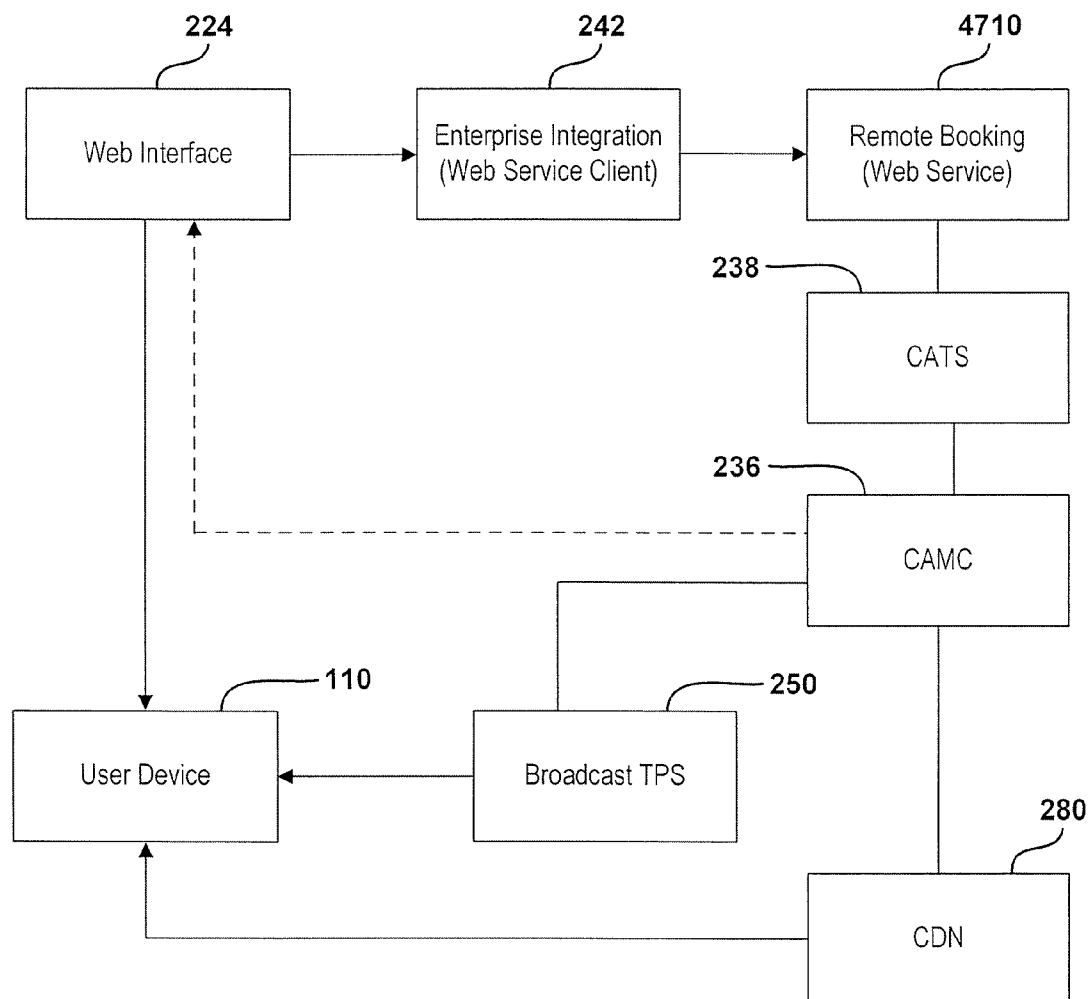 224
242
4710
Web Interface
Enterprise Integration
(Web Service Client)
Remote Booking
(Web Service)
238
CATS
236
CAMC
110
250
User Device
Broadcast TPS
280
CDN